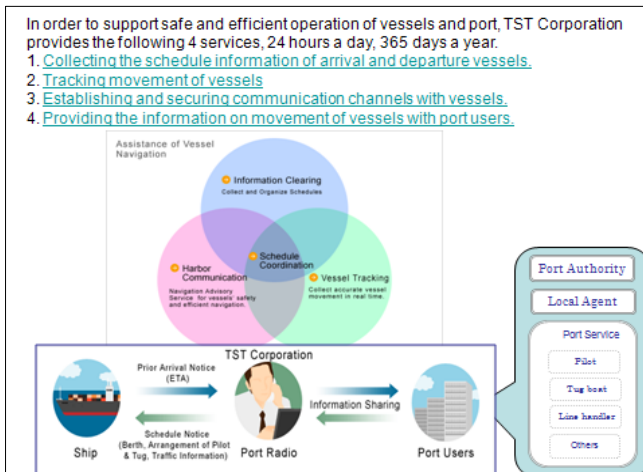 In order to support safe and efficient operation of vessels and port, TST Corporation
provides the following 4 services, 24 hours a day, 365 days a year.
1. Collecting the schedule information of arrival and departure vessels.
2. Tracking movement of vessels
3. Establishing and securing communication channels with vessels.
4. Providing the information on movement of vessels with port users.
Assistance of Vessel
Navigation
Information Clearing
Collect and Organize Schedules
Schedule
Coordination
Harbor
Communication
Navigation Advisory
Service for vessels' safety
and efficient navigation.
Vessel Tracking
Collect accurate vessel
movement in real time.
Port Authority
Local Agent
Port Service
Pilot
Tug boat
Line handler
Others
TST Corporation
Prior Arrival Notice
(ETA)
Information Sharing
Schedule Notice
(Berth, Arrangement of Pilot
& Tug, Traffic Information)
Ship
Port Radio
Port Users